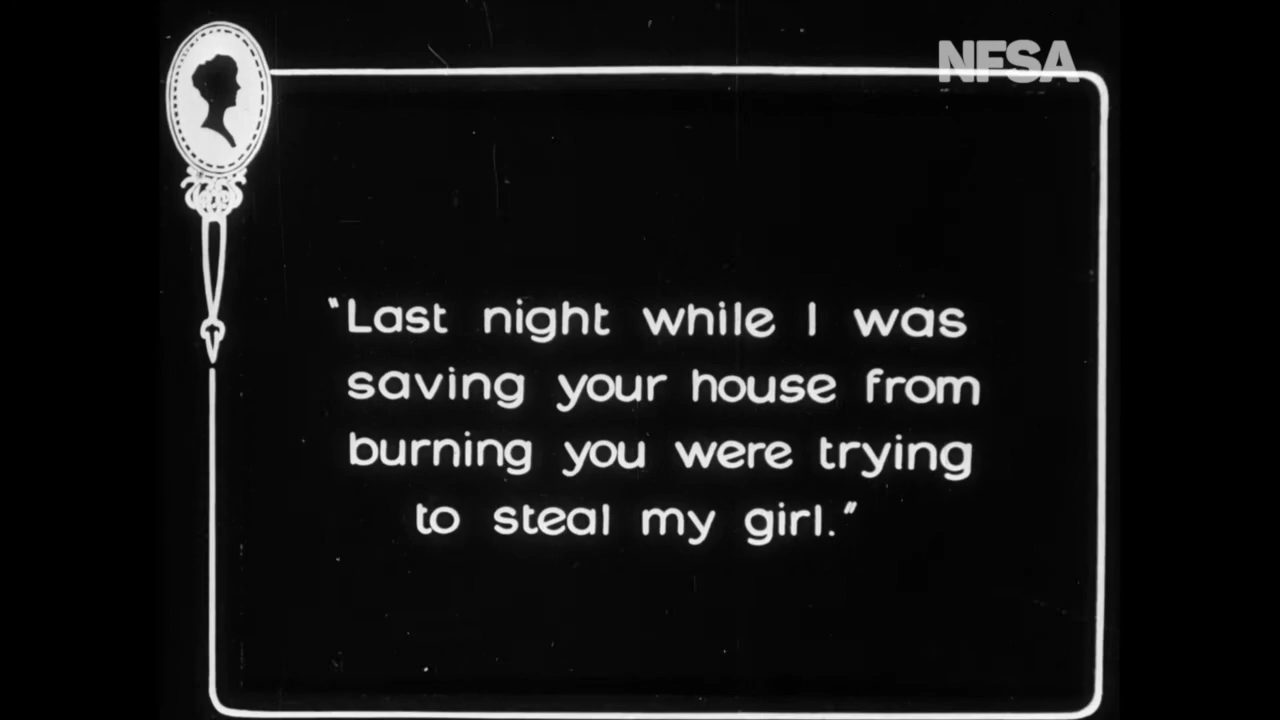 NFSA
"Last night while I was
saving your house from
burning you were trying
to steal my girl."